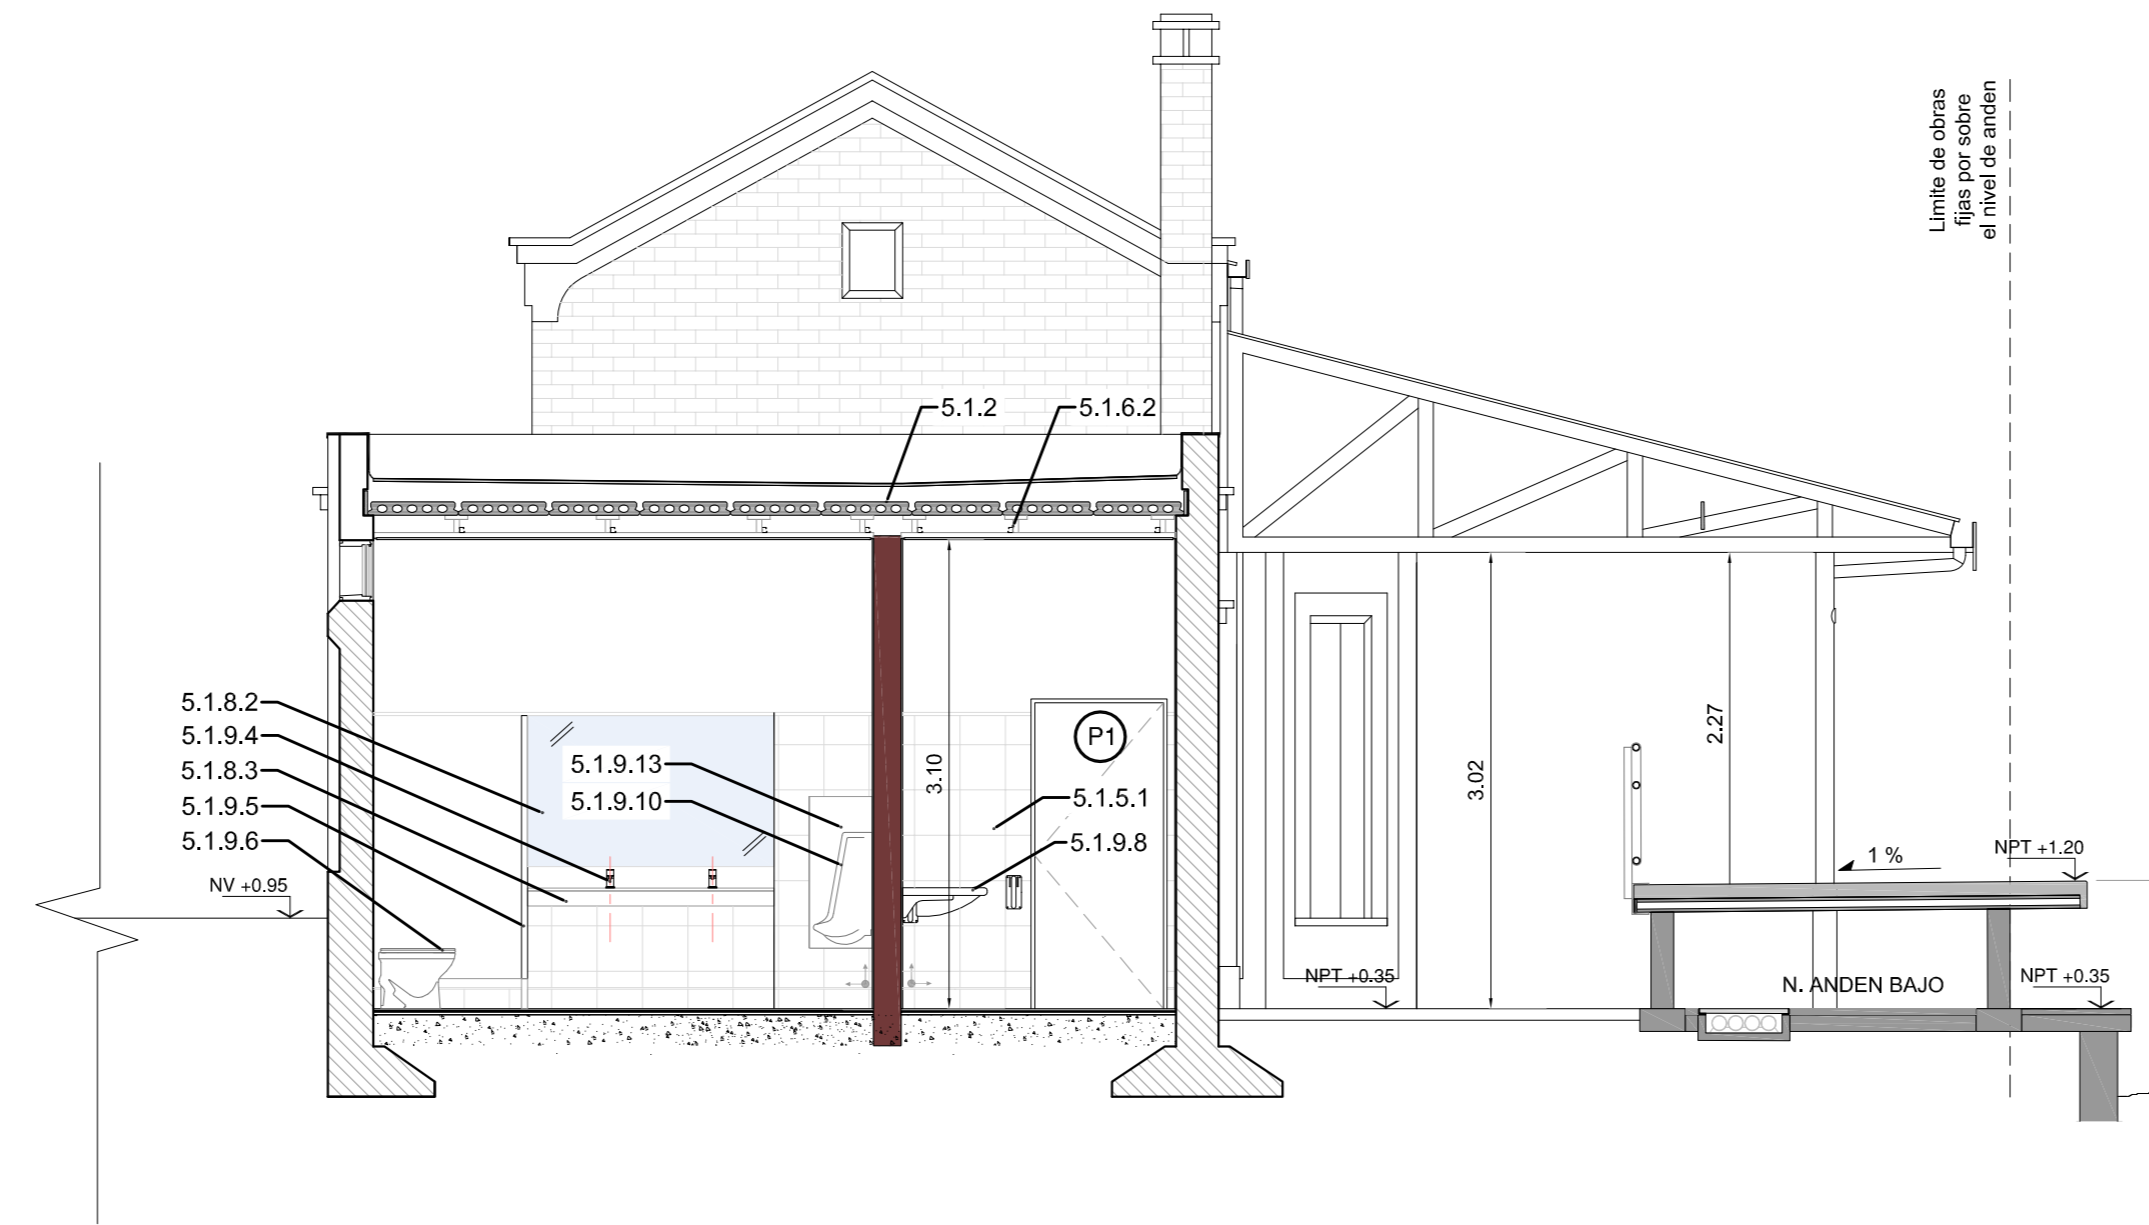 Limite de obras
fijas por sobre
el nivel de anden
5.1.2
5.1.6.2
5.1.8.2
5.1.9.4
5.1.8.3
5.1.9.5
5.1.9.6
NV +0.95
5.1.9.13
5.1.9.10
3.10
P1
5.1.5.1
5.1.9.8
3.02
2.27
1 %
NPT +1.20
NPT +0.35
N. ANDEN BAJO
NPT +0.35